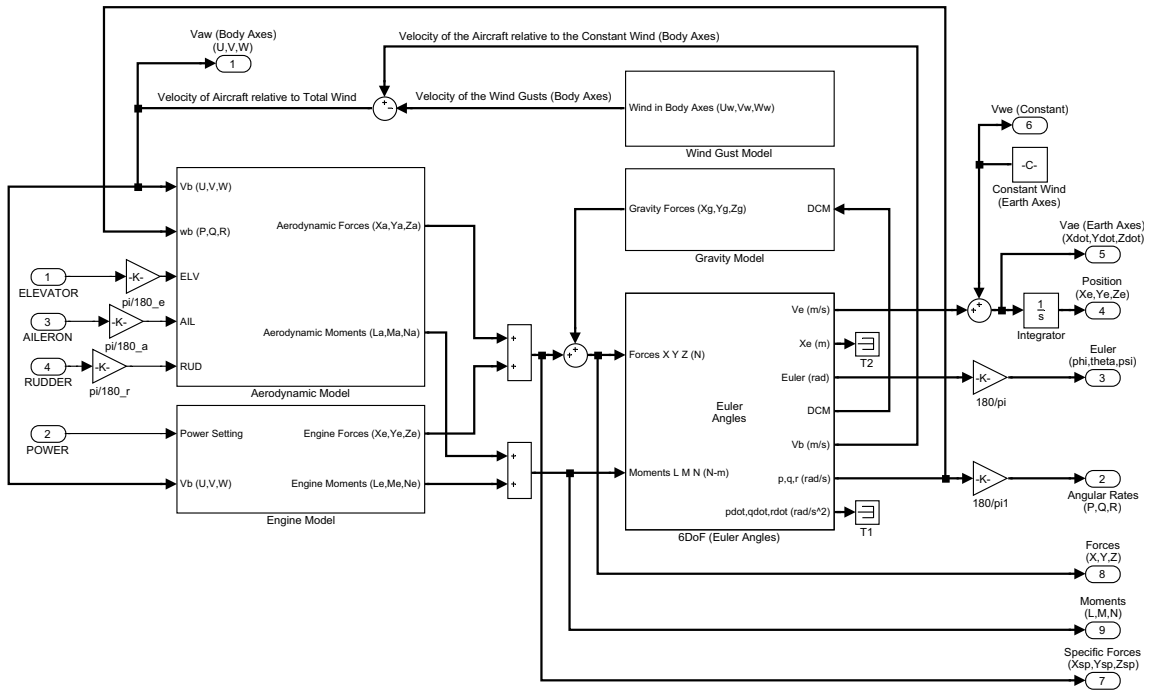 Vaw (Body Axes)
(U,V,W)
1
Velocity of the Aircraft relative to the Constant Wind (Body Axes)
Velocity of Aircraft relative to Total Wind
+
−
Velocity of the Wind Gusts (Body Axes)
Wind in Body Axes (Uw,Vw,Ww)
Wind Gust Model
Vwe (Constant)
6
-C-
Constant Wind
(Earth Axes)
Vb (U,V,W)
wb (P,Q,R)
ELV
AIL
RUD
Aerodynamic Forces (Xa,Ya,Za)
Aerodynamic Moments (La,Ma,Na)
Aerodynamic Model
1
ELEVATOR
-K-
pi/180_e
3
AILERON
-K-
pi/180_a
4
RUDDER
-K-
pi/180_r
Gravity Forces (Xg,Yg,Zg)
DCM
Gravity Model
Vae (Earth Axes)
(Xdot,Ydot,Zdot)
5
Position
(Xe,Ye,Ze)
4
+
+
1
s
Integrator
2
POWER
Power Setting
Vb (U,V,W)
Engine Forces (Xe,Ye,Ze)
Engine Moments (Le,Me,Ne)
Engine Model
+
+
+
+
+
+
Forces X Y Z (N)
Moments L M N (N-m)
Euler
Angles
Ve (m/s)
Xe (m)
Euler (rad)
DCM
Vb (m/s)
p,q,r (rad/s)
pdot,qdot,rdot (rad/s^2)
6DoF (Euler Angles)
T2
T1
-K-
180/pi
Euler
(phi,theta,psi)
3
-K-
180/pi1
2
Angular Rates
(P,Q,R)
Forces
(X,Y,Z)
8
Moments
(L,M,N)
9
Specific Forces
(Xsp,Ysp,Zsp)
7